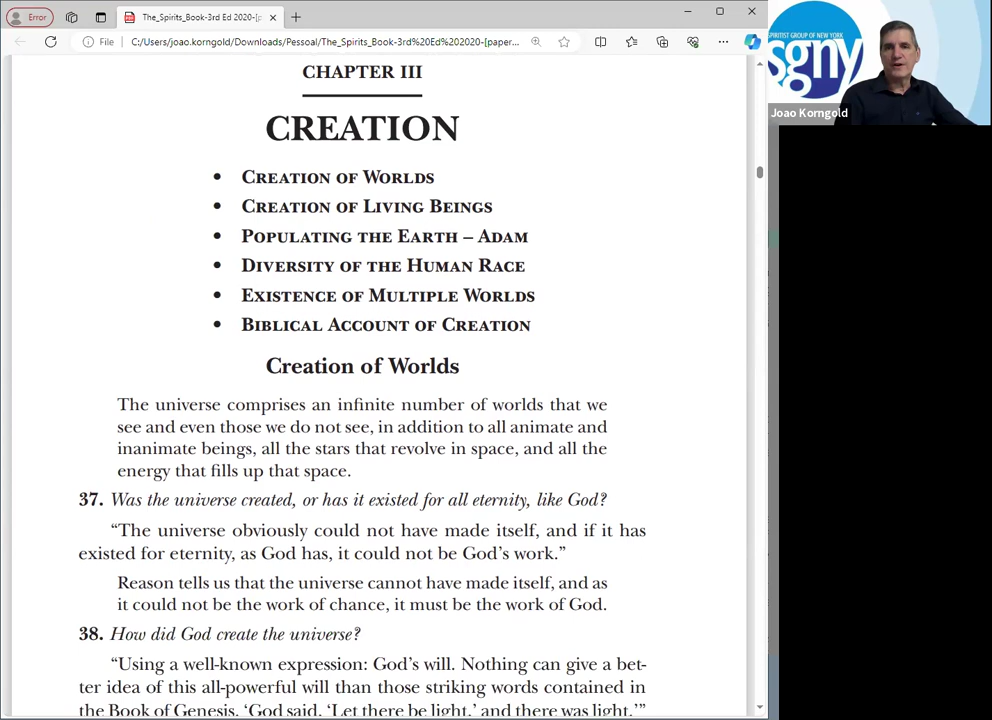 Error
The_Spirits_Book-3rd Ed 2020-[p
File
C:/Users/joao.korngold/Downloads/Pessoal/The_Spirits_Book-3rd%20Ed%202020-[paper...
CHAPTER III
CREATION
• CREATION OF WORLDS
• CREATION OF LIVING BEINGS
• POPULATING THE EARTH – ADAM
• DIVERSITY OF THE HUMAN RACE
• EXISTENCE OF MULTIPLE WORLDS
• BIBLICAL ACCOUNT OF CREATION
Creation of Worlds
The universe comprises an infinite number of worlds that we
see and even those we do not see, in addition to all animate and
inanimate beings, all the stars that revolve in space, and all the
energy that fills up that space.
37. Was the universe created, or has it existed for all eternity, like God?
“The universe obviously could not have made itself, and if it has
existed for eternity, as God has, it could not be God’s work.”
Reason tells us that the universe cannot have made itself, and as
it could not be the work of chance, it must be the work of God.
38. How did God create the universe?
“Using a well-known expression: God’s will. Nothing can give a bet-
ter idea of this all-powerful will than those striking words contained in
the Book of Genesis. ‘God said, ‘Let there be light,’ and there was light.’”
SPIRITIST GROUP OF NEW YORK
sgny
Joao Korngold